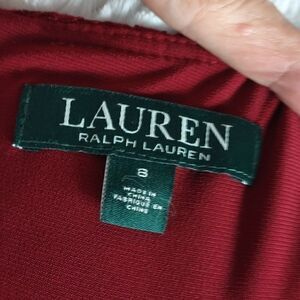 LAUREN
RALPH LAUREN
8
MADE IN
CHINA
FABRIQUÉ EN
CHINE